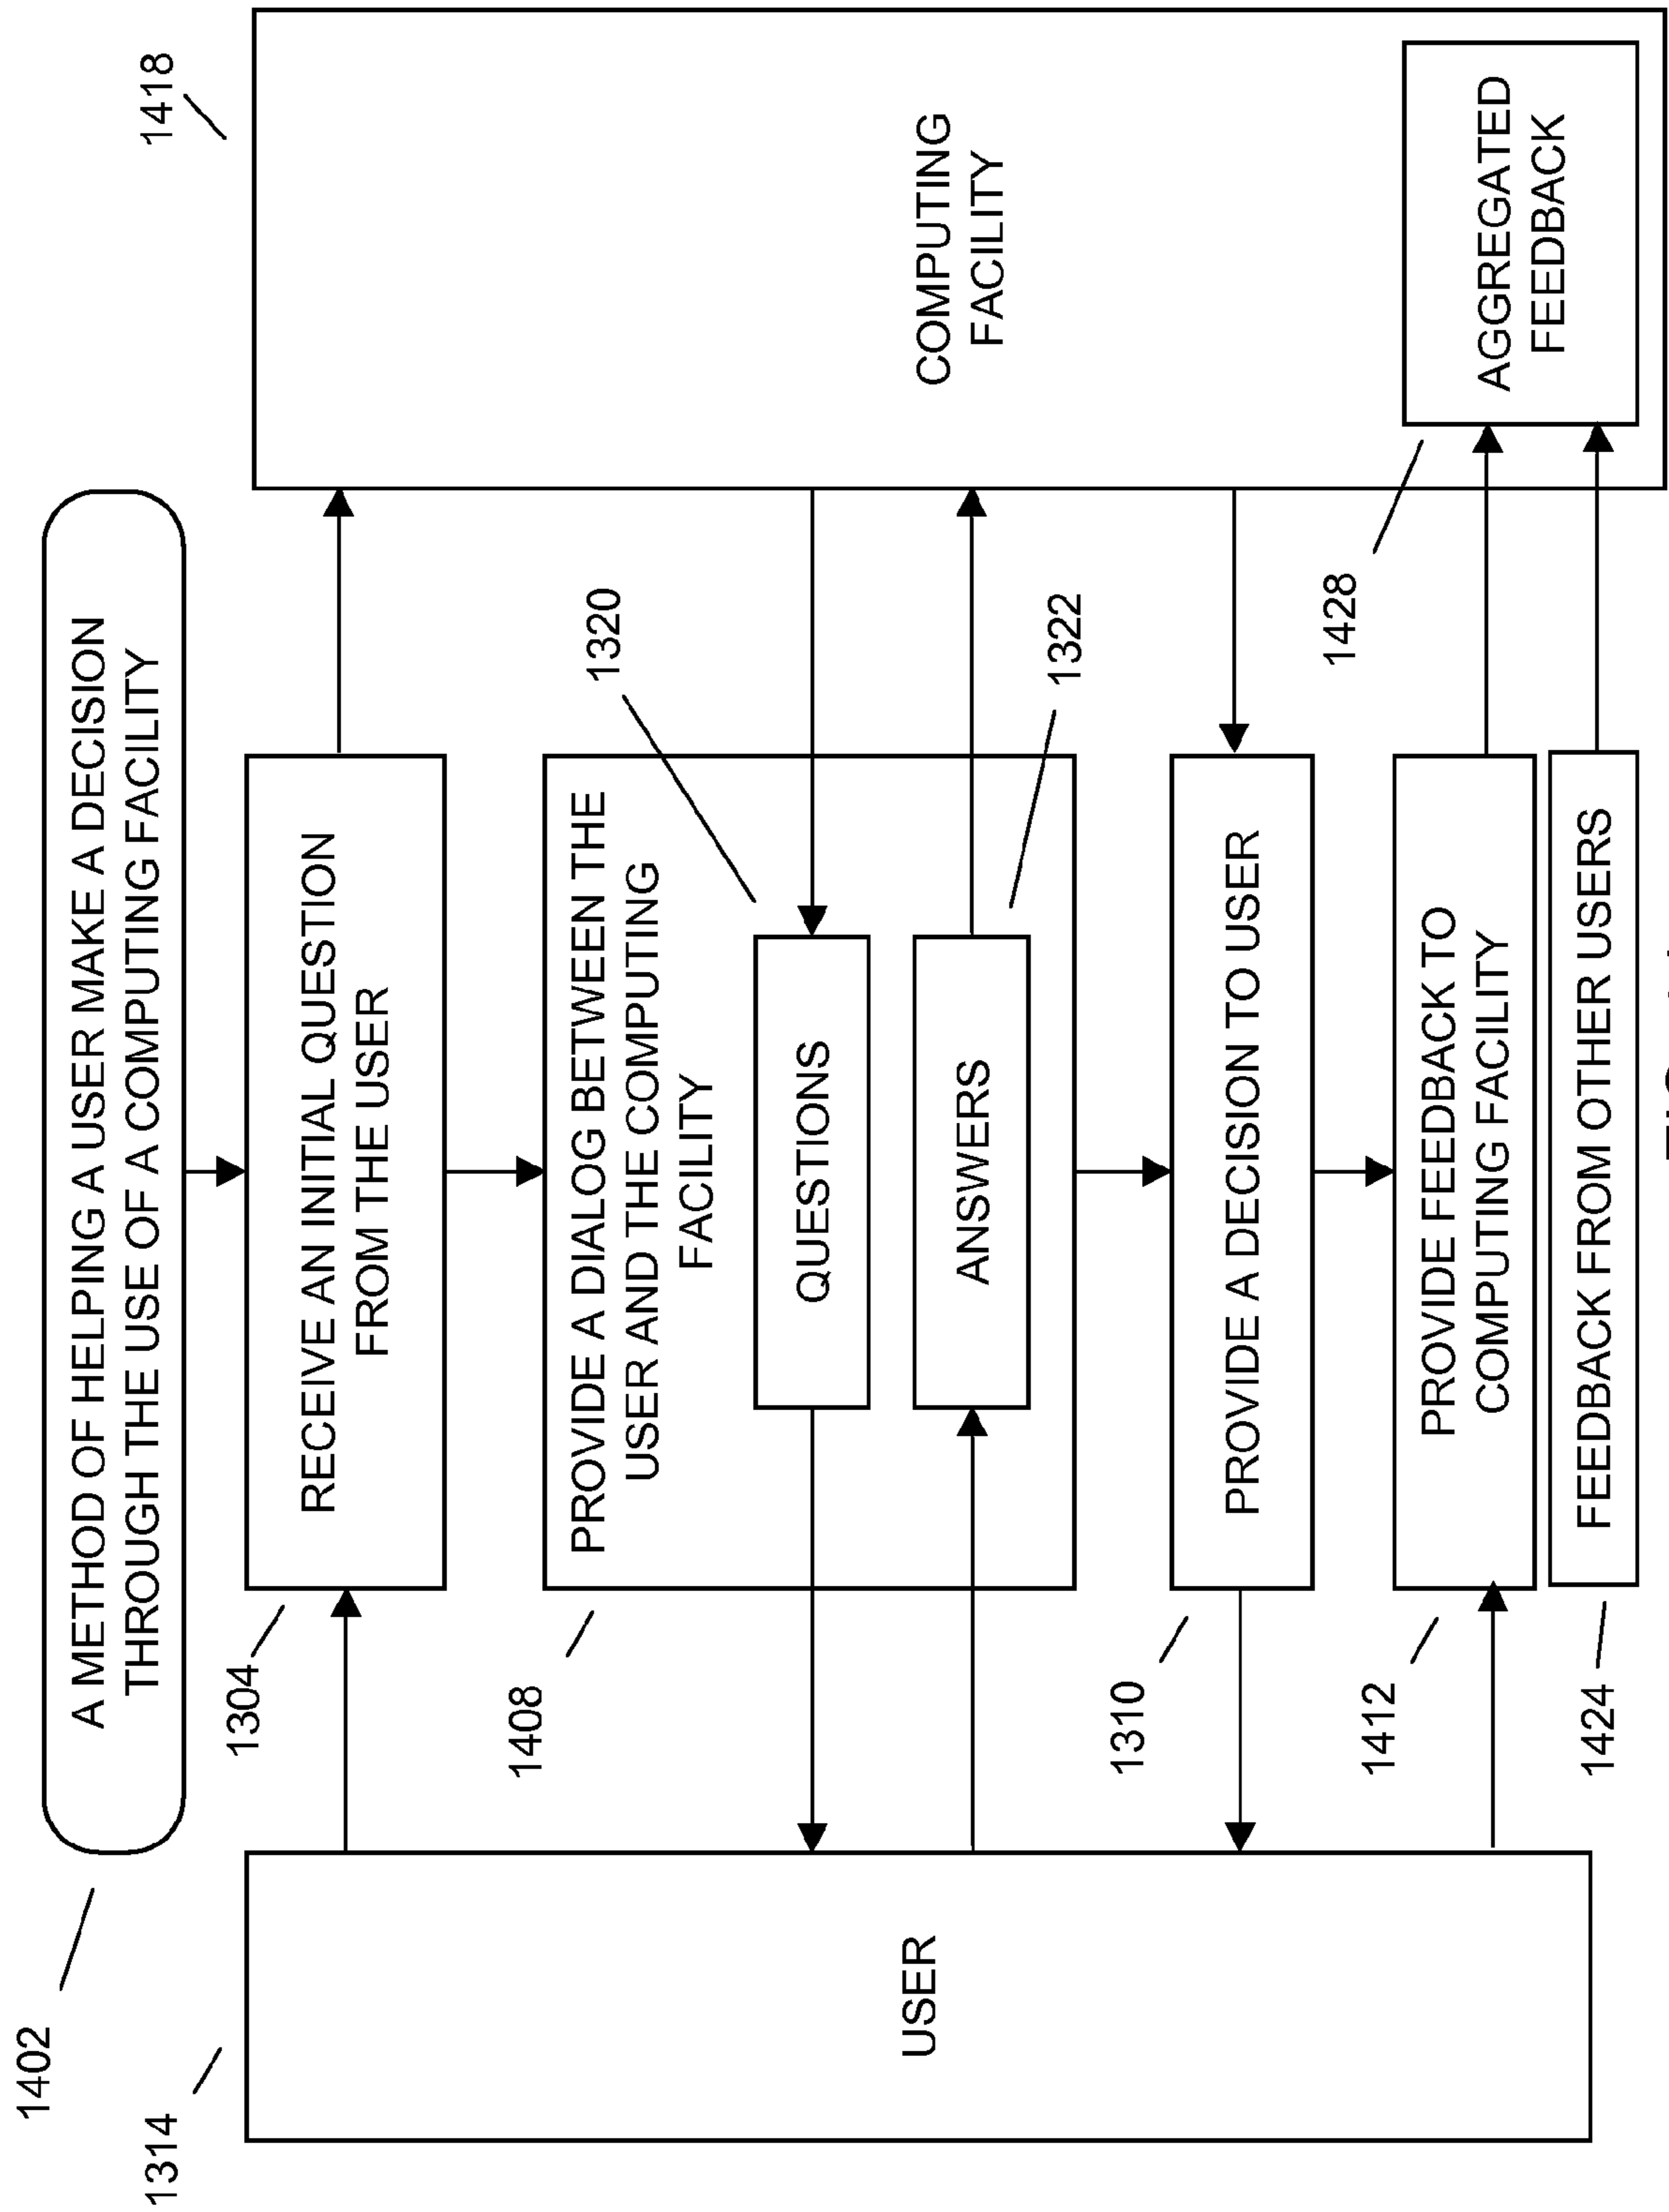 1402
A METHOD OF HELPING A USER MAKE A DECISION
THROUGH THE USE OF A COMPUTING FACILITY
1314
USER
1304
RECEIVE AN INITIAL QUESTION
FROM THE USER
1418
COMPUTING
FACILITY
1408
PROVIDE A DIALOG BETWEEN THE
USER AND THE COMPUTING
FACILITY
1320
QUESTIONS
1322
ANSWERS
1310
PROVIDE A DECISION TO USER
1412
PROVIDE FEEDBACK TO
COMPUTING FACILITY
1428
AGGREGATED
FEEDBACK
1424
FEEDBACK FROM OTHER USERS